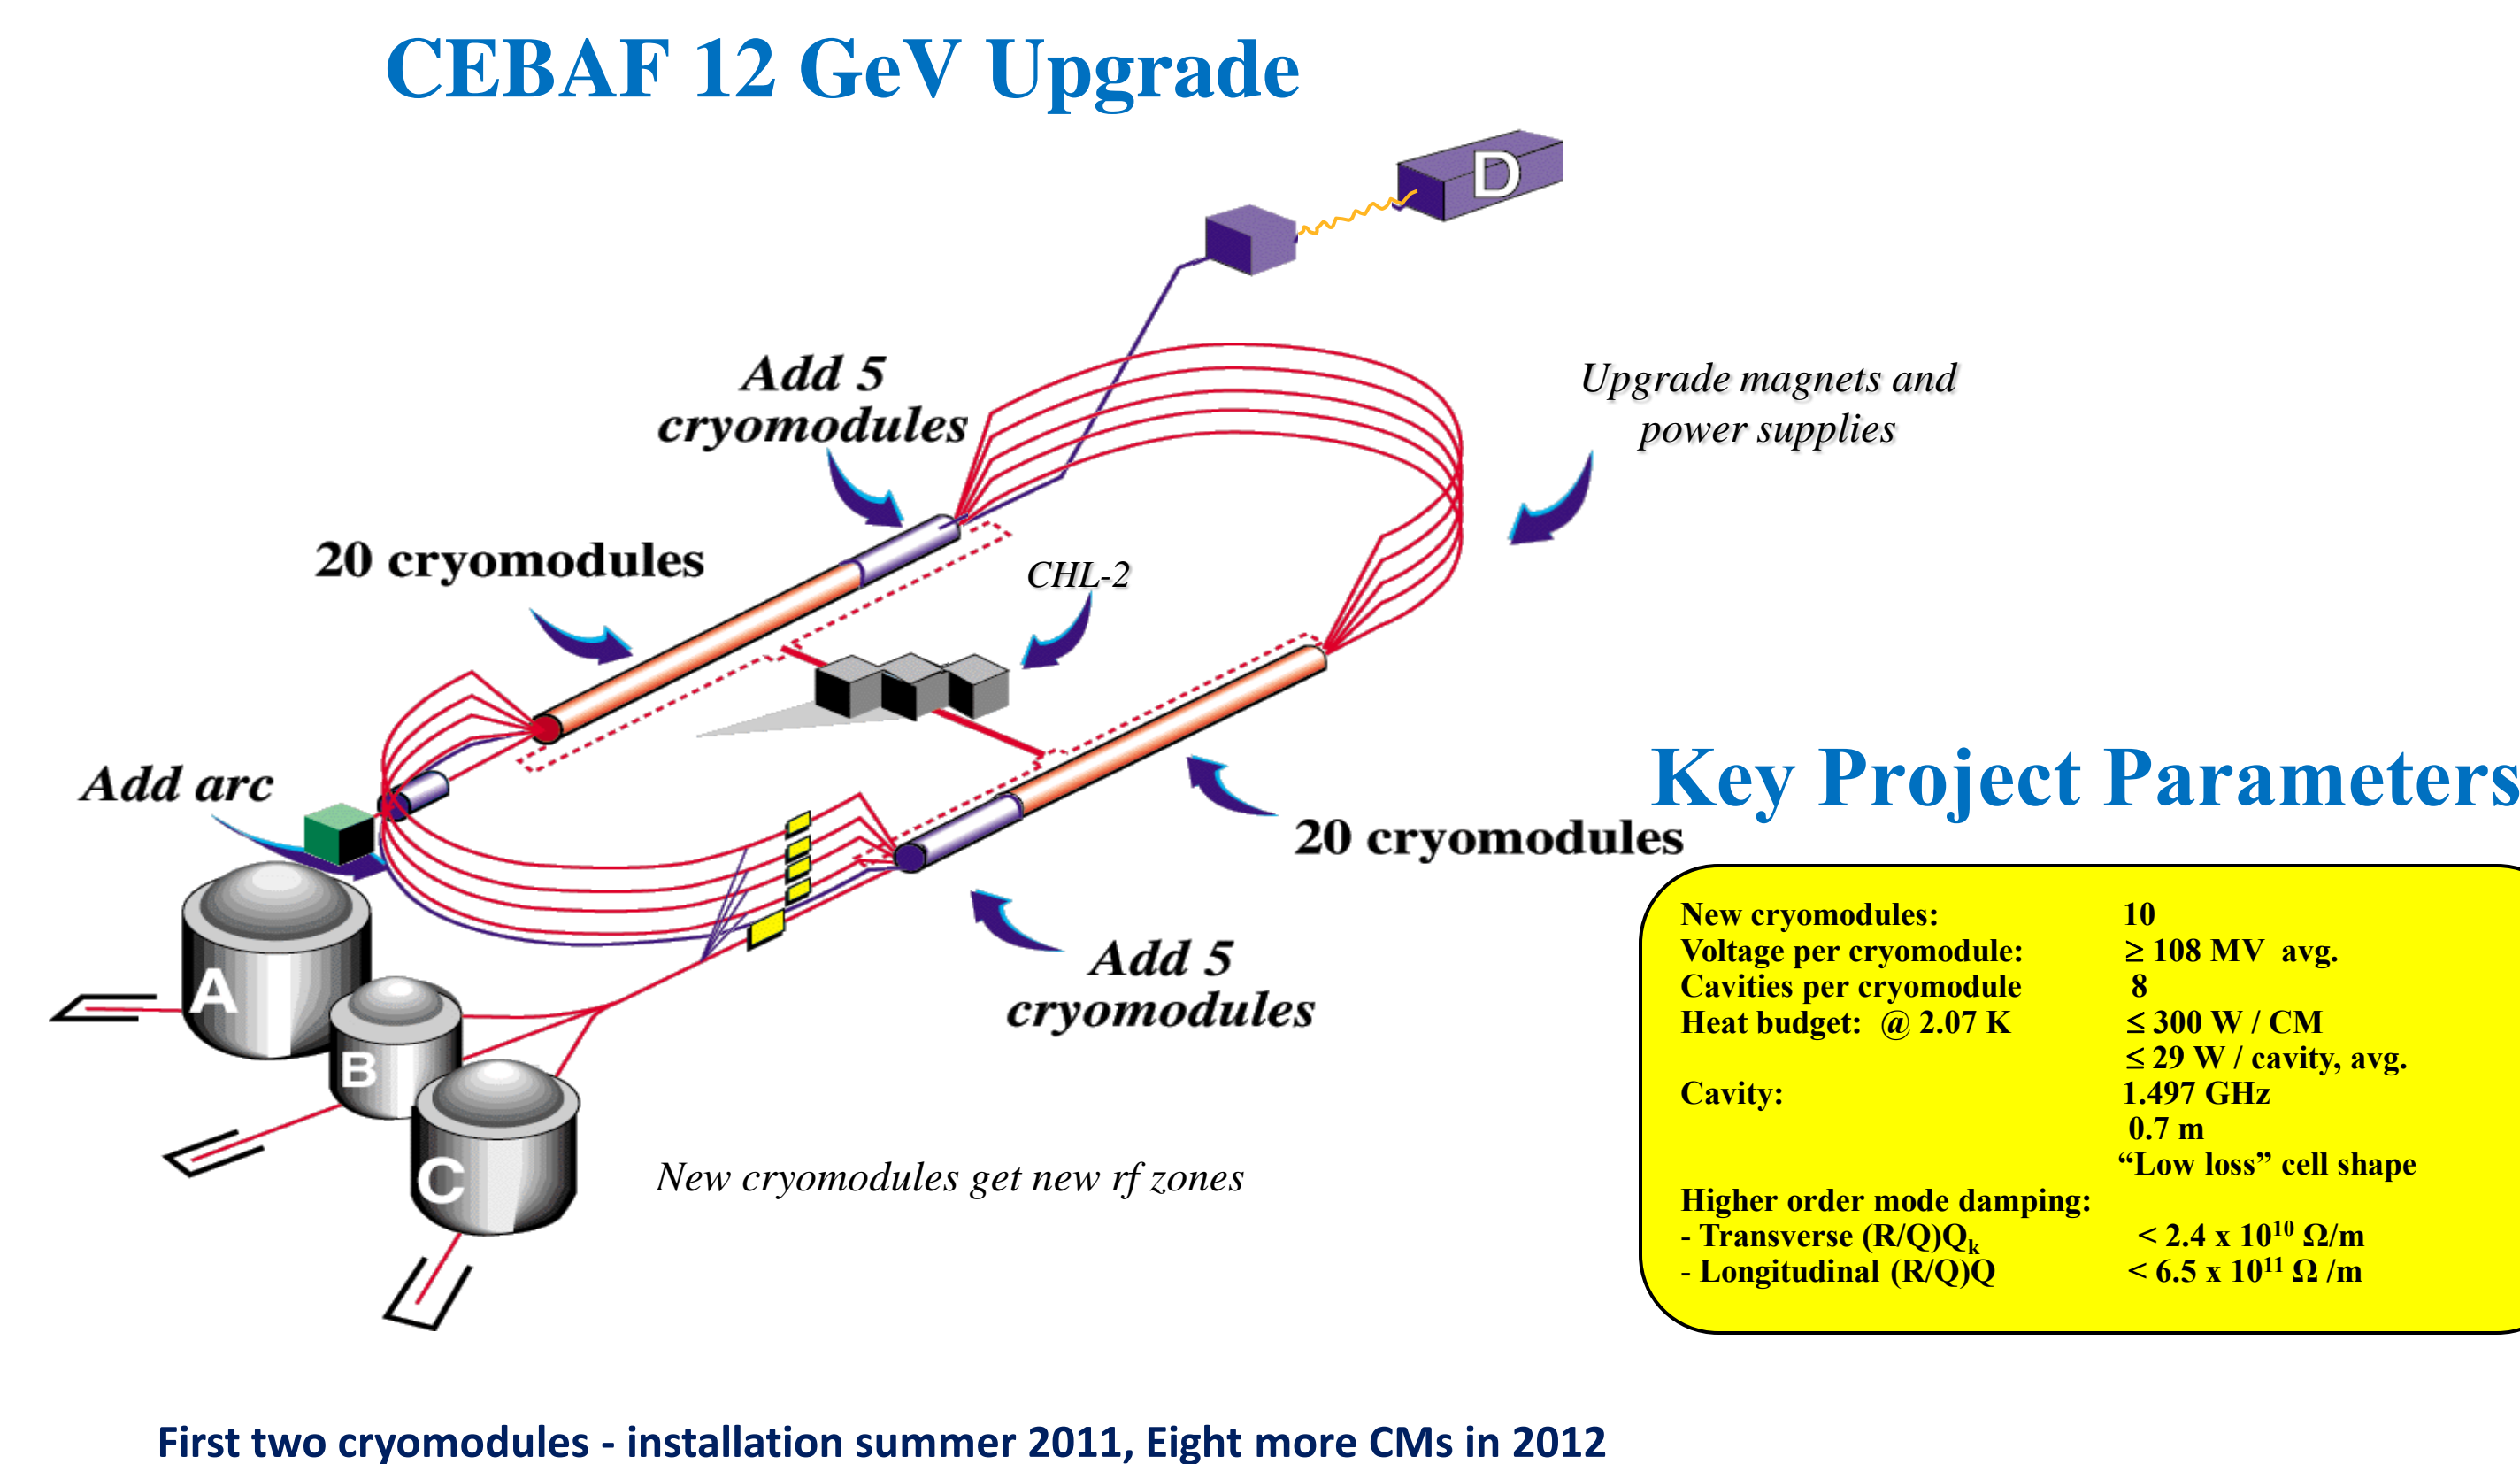 CEBAF 12 GeV Upgrade
D
Add 5
cryomodules
Upgrade magnets and
power supplies
20 cryomodules
CHL-2
Add arc
20 cryomodules
A
B
C
Add 5
cryomodules
New cryomodules get new rf zones
Key Project Parameters
New cryomodules: 10
Voltage per cryomodule: ≥ 108 MV avg.
Cavities per cryomodule 8
Heat budget: @ 2.07 K ≤ 300 W / CM
≤ 29 W / cavity, avg.
Cavity: 1.497 GHz
0.7 m
“Low loss” cell shape
Higher order mode damping:
- Transverse (R/Q)Qₖ < 2.4 x 10¹⁰ Ω/m
- Longitudinal (R/Q)Q < 6.5 x 10¹¹ Ω /m
First two cryomodules - installation summer 2011, Eight more CMs in 2012